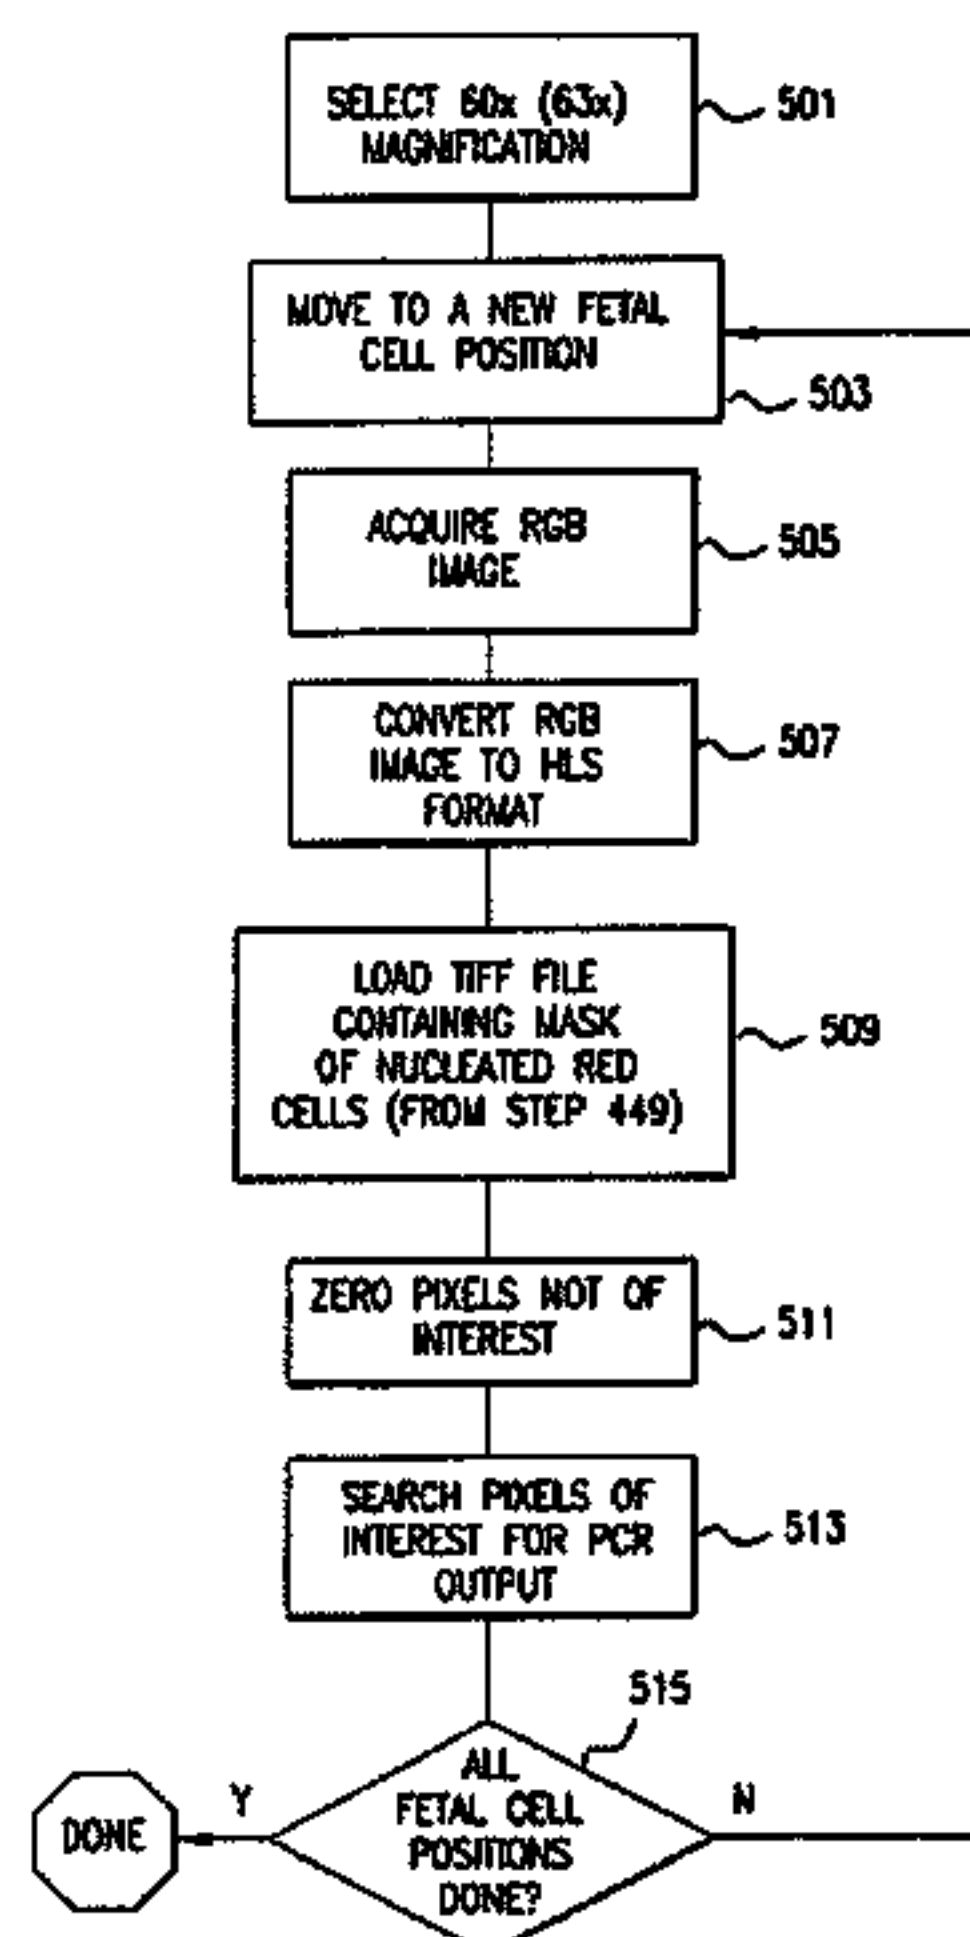 SELECT 60x (63x)
MAGNIFICATION
501
MOVE TO A NEW FETAL
CELL POSITION
503
ACQUIRE RGB
IMAGE
505
CONVERT RGB
IMAGE TO HLS
FORMAT
507
LOAD TIFF FILE
CONTAINING MASK
OF NUCLEATED RED
CELLS (FROM STEP 449)
509
ZERO PIXELS NOT OF
INTEREST
511
SEARCH PIXELS OF
INTEREST FOR PCR
OUTPUT
513
515
ALL
FETAL CELL
POSITIONS
DONE?
Y
N
DONE